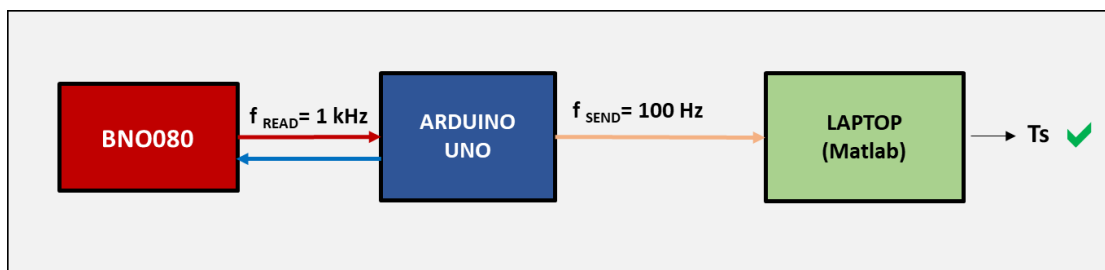 BNO080
f READ= 1 kHz
ARDUINO
UNO
f SEND= 100 Hz
LAPTOP
(Matlab)
Ts